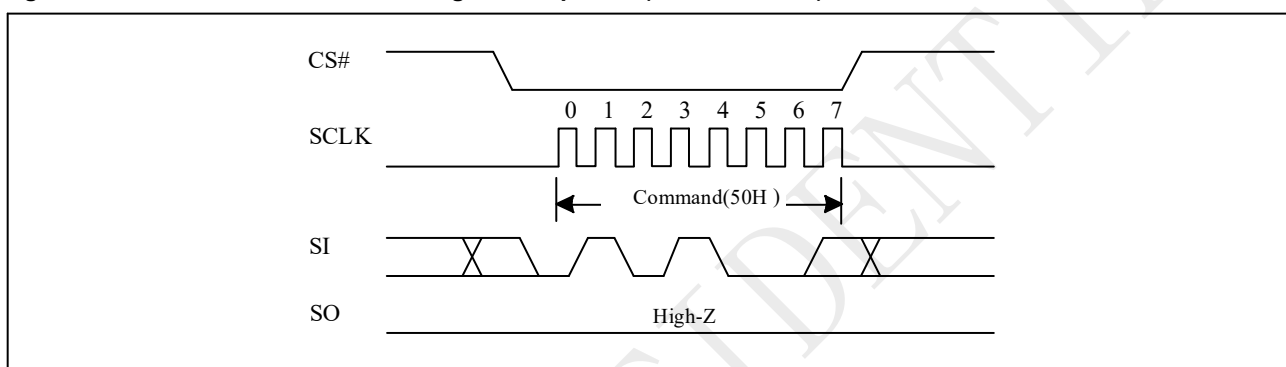 CS#
0 1 2 3 4 5 6 7
SCLK
Command(50H )
SI
SO
High-Z